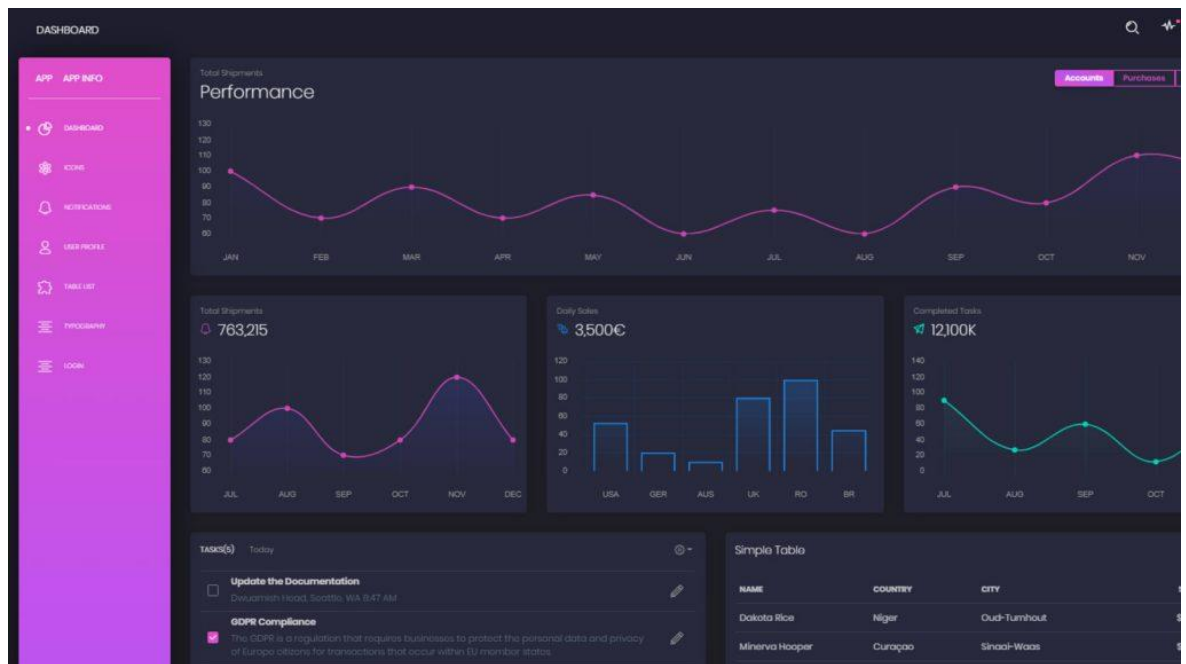 DASHBOARD
APP APP INFO
DASHBOARD
ICONS
NOTIFICATIONS
USER PROFILE
TABLE LIST
TYPOGRAPHY
LOGIN
Total Shipments
Performance
Accounts Purchases
130
120
110
100
90
80
70
60
JAN FEB MAR APR MAY JUN JUL AUG SEP OCT NOV
Total Shipments
763,215
130
120
110
100
90
80
70
60
JUL AUG SEP OCT NOV DEC
Daily Sales
3,500€
120
100
80
60
40
20
0
USA GER AUS UK RO BR
Completed Tasks
12,100K
140
120
100
80
60
40
20
0
JUL AUG SEP OCT
TASKS(5) Today
Update the Documentation
Dwuamish Head, Seattle, WA 8:47 AM
GDPR Compliance
The GDPR is a regulation that requires businesses to protect the personal data and privacy
of Europe citizens for transactions that occur within EU member states.
Simple Table
NAME COUNTRY CITY
Dakota Rice Niger Oud-Turnhout
Minerva Hooper Curaçao Sinaai-Waas